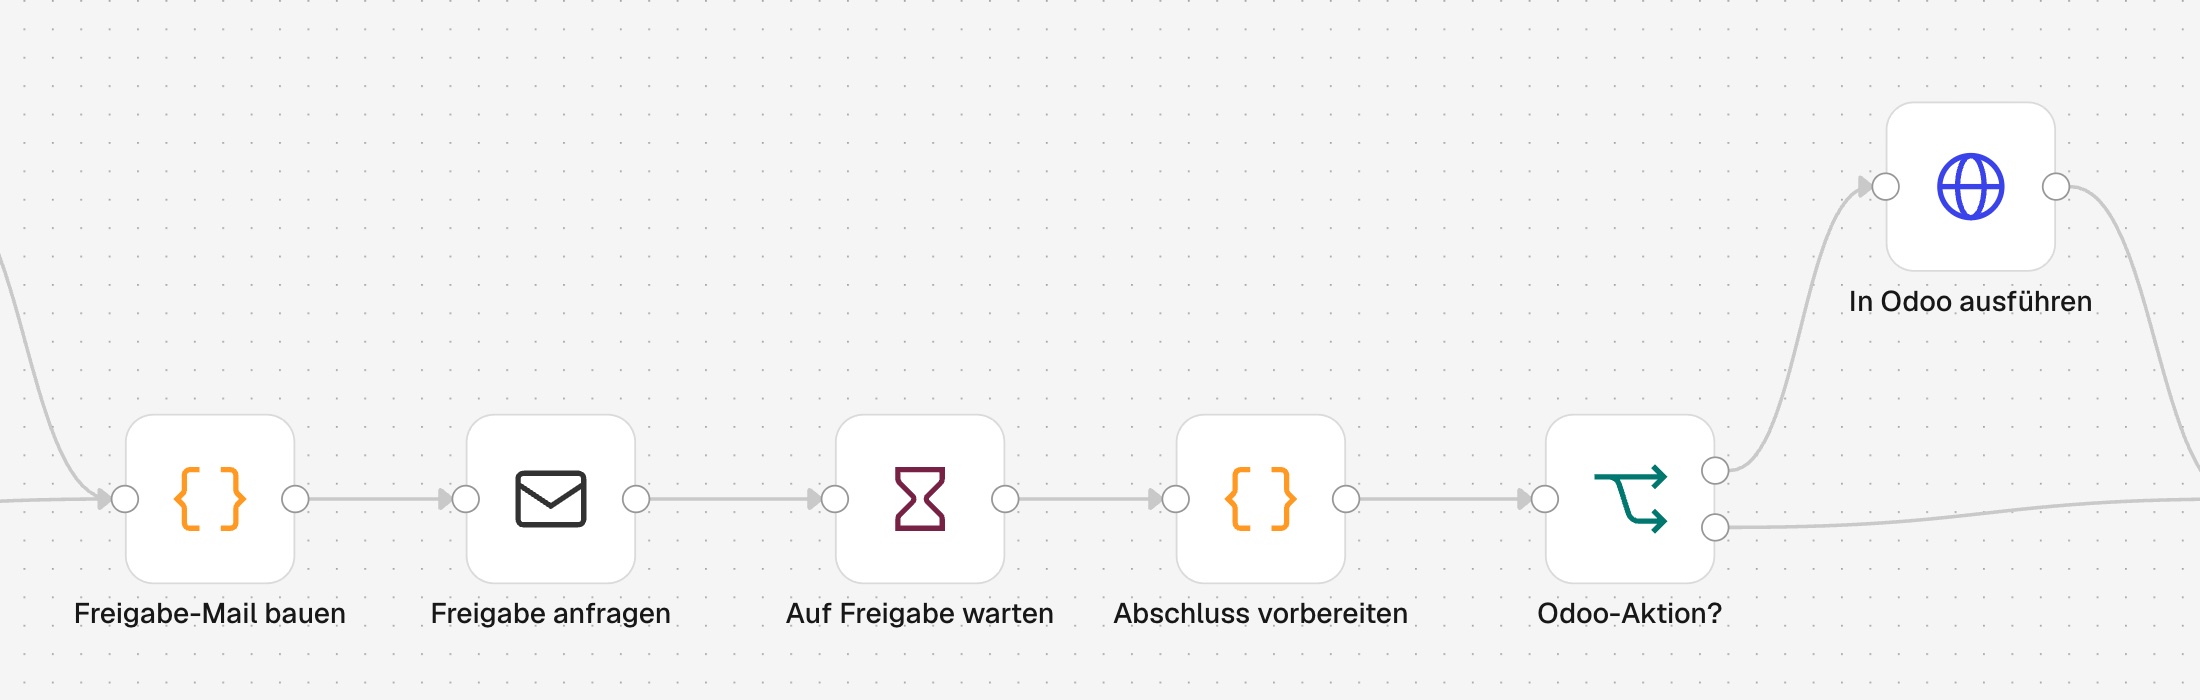 In Odoo ausführen
Freigabe-Mail bauen
Freigabe anfragen
Auf Freigabe warten
Abschluss vorbereiten
Odoo-Aktion?